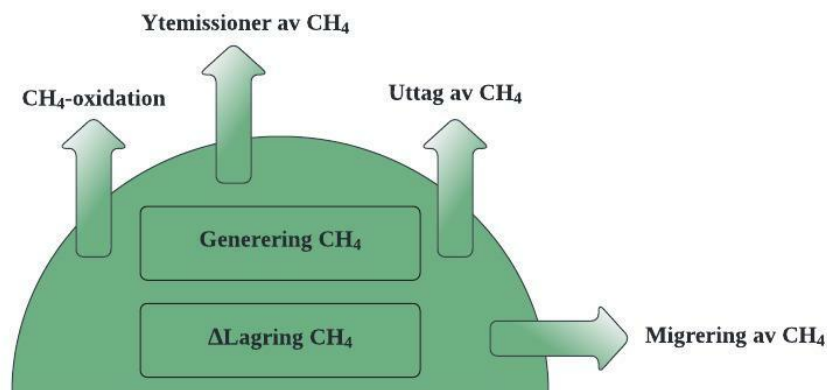 Ytemissioner av CH₄
CH₄-oxidation
Uttag av CH₄
Generering CH₄
ΔLagring CH₄
Migrering av CH₄